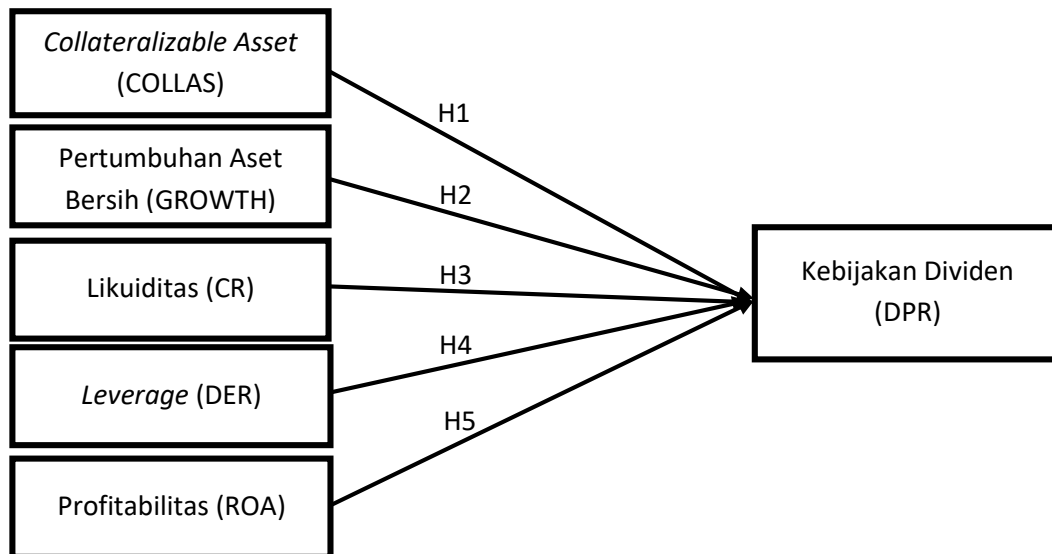 Collateralizable Asset
(COLLAS)
H1
Pertumbuhan Aset
Bersih (GROWTH)
H2
Likuiditas (CR)
H3
Kebijakan Dividen
(DPR)
H4
Leverage (DER)
H5
Profitabilitas (ROA)